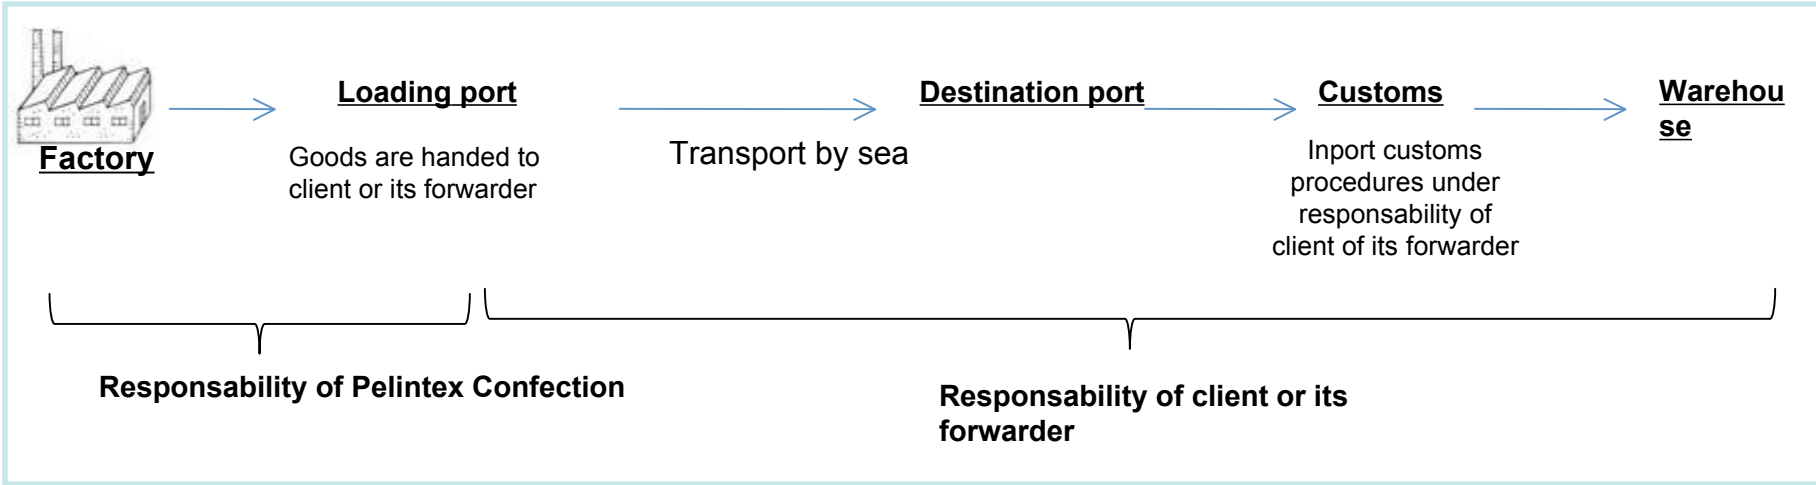 Factory
Loading port
Goods are handed to
client or its forwarder
Transport by sea
Destination port
Customs
Inport customs
procedures under
responsability of
client of its forwarder
Warehou
se
Responsability of Pelintex Confection
Responsability of client or its
forwarder